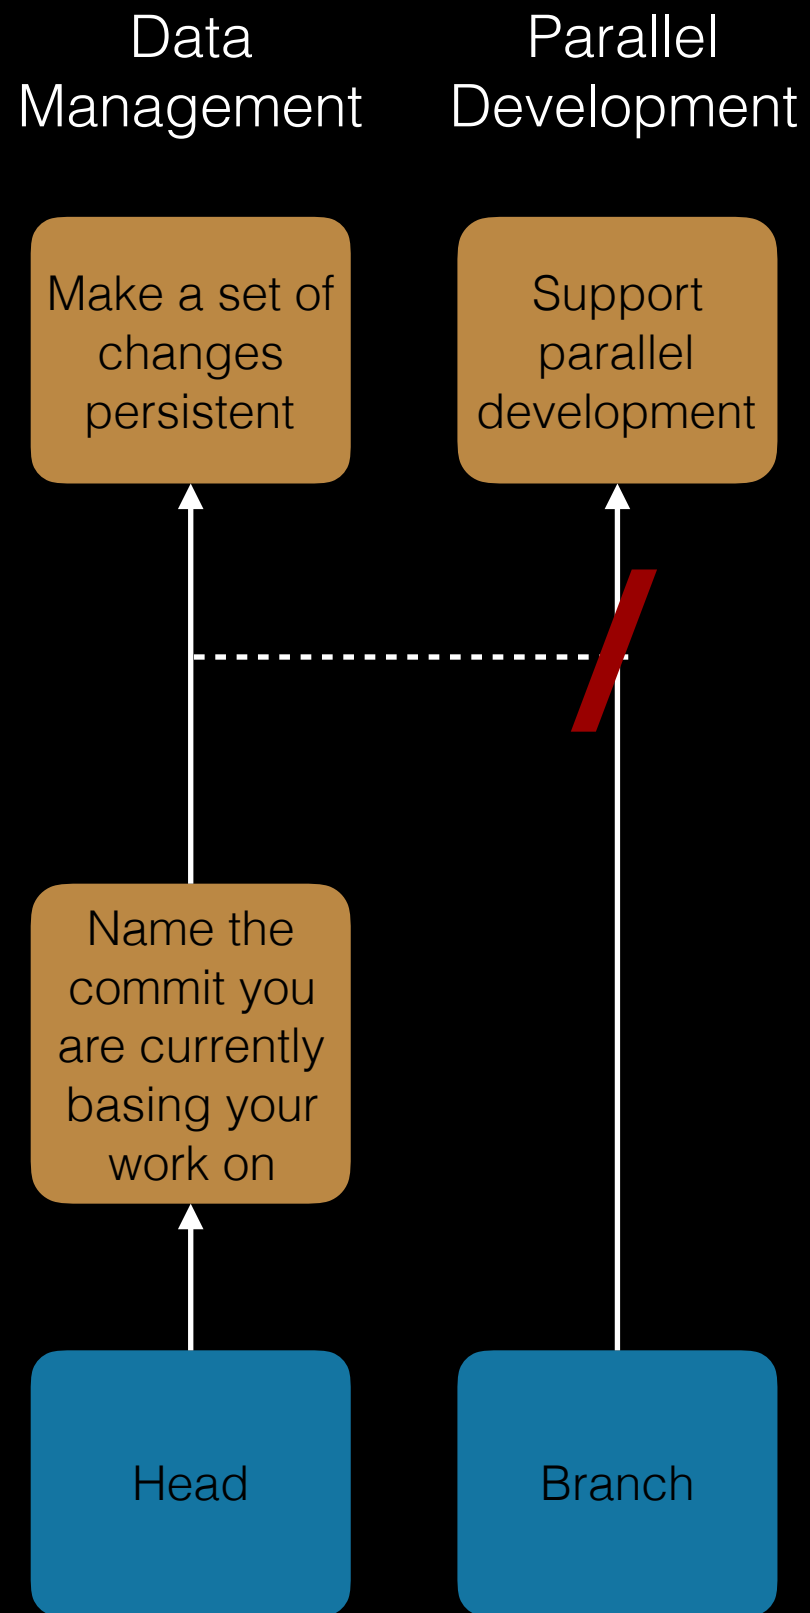 Data
Management
Parallel
Development
Make a set of
changes
persistent
Support
parallel
development
Name the
commit you
are currently
basing your
work on
Head
Branch